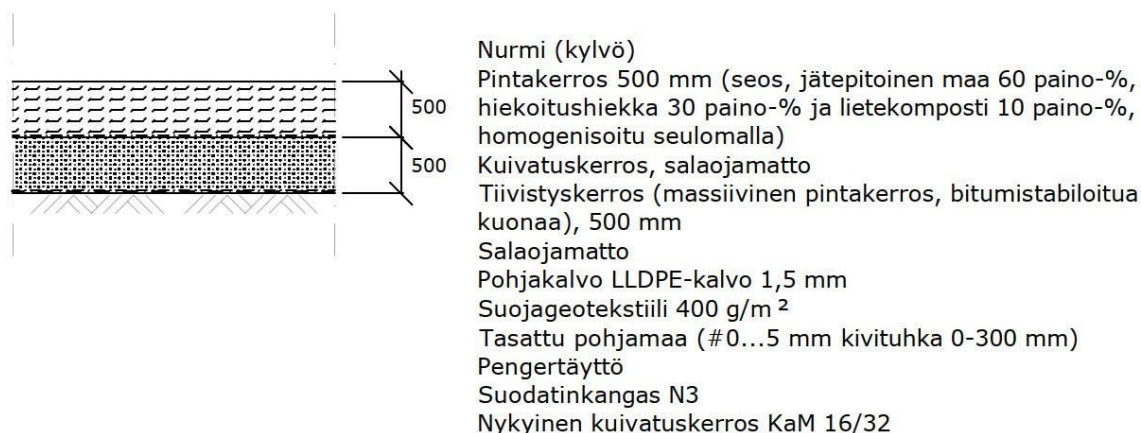 Nurmi (kylvö)
Pintakerros 500 mm (seos, jätepitoinen maa 60 paino-%,
hiekoitushiekka 30 paino-% ja lietekomposti 10 paino-%,
homogenisoitu seulomalla)
Kuivatuskerros, salaojamatto
Tiivistyskerros (massiivinen pintakerros, bitumistabiloitua
kuonaa), 500 mm
Salaojamatto
Pohjakalvo LLDPE-kalvo 1,5 mm
Suojageotekstiili 400 g/m ²
Tasattu pohjamaa (#0...5 mm kivituhka 0-300 mm)
Pengertäyttö
Suodatinkangas N3
Nykyinen kuivatuskerros KaM 16/32
500
500